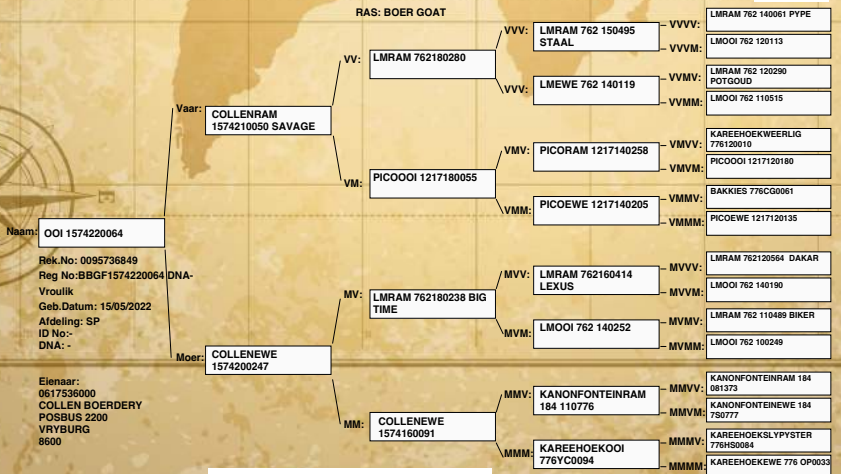 RAS: BOER GOAT
Naam: OOI 1574220064
Rek.No: 0095736849
Reg No:BBGF1574220064 DNA-
Vroulik
Geb.Datum: 15/05/2022
Afdeling: SP
ID No:-
DNA: -
Eienaar:
0617536000
COLLEN BOERDERY
POSBUS 2200
VRYBURG
8600
Vaar: COLLENRAM
1574210050 SAVAGE
Moer: COLLENEWE
1574200247
VV: LMRAM 762180280
VM: PICOOOI 1217180055
MV: LMRAM 762180238 BIG
TIME
MM: COLLENEWE
1574160091
VVV: LMRAM 762 150495
STAAL
VVV: LMEWE 762 140119
VMV: PICORAM 1217140258
VMM: PICOEWE 1217140205
MVV: LMRAM 762160414
LEXUS
MVM: LMOOI 762 140252
MMV: KANONFONTEINRAM
184 110776
MMM: KAREEHOEKOOI
776YC0094
VVVV: LMRAM 762 140061 PYPE
VVVM: LMOOI 762 120113
VVMV: LMRAM 762 120290
POTGOUD
VVMM: LMOOI 762 110515
VMVV: KAREEHOEKWEERLIG
776120010
VMVM: PICOOOI 1217120180
VMMV: BAKKIES 776CG0061
VMMM: PICOEWE 1217120135
MVVV: LMRAM 762120564 DAKAR
MVVM: LMOOI 762 140190
MVMV: LMRAM 762 110489 BIKER
MVMM: LMOOI 762 100249
MMVV: KANONFONTEINRAM 184
081373
MMVM: KANONFONTEINEWE 184
7S0777
MMMV: KAREEHOEKSLYPYSTER
776HS0084
MMMM: KAREEHOEKEWE 776 OP0033
E